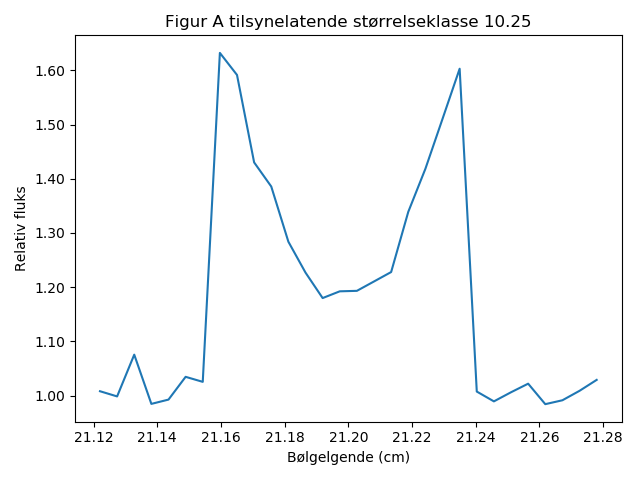 Figur A tilsynelatende størrelseklasse 10.25
Relativ fluks
1.60
1.50
1.40
1.30
1.20
1.10
1.00
21.12 21.14 21.16 21.18 21.20 21.22 21.24 21.26 21.28
Bølgelgende (cm)